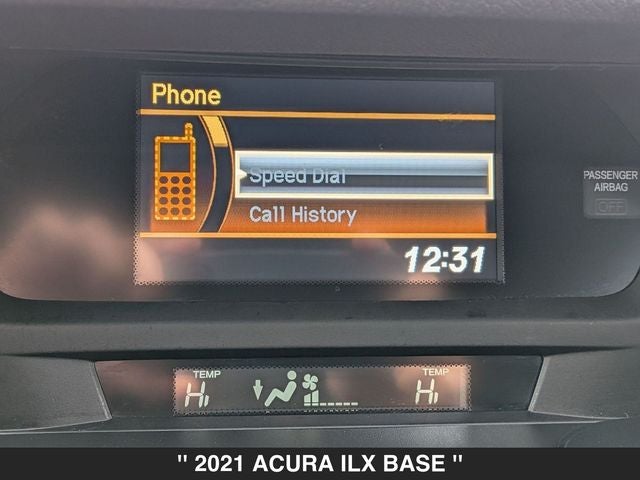 Phone
Speed Dial
Call History
12:31
PASSENGER
AIRBAG
OFF
TEMP
Hi
TEMP
Hi
" 2021 ACURA ILX BASE "